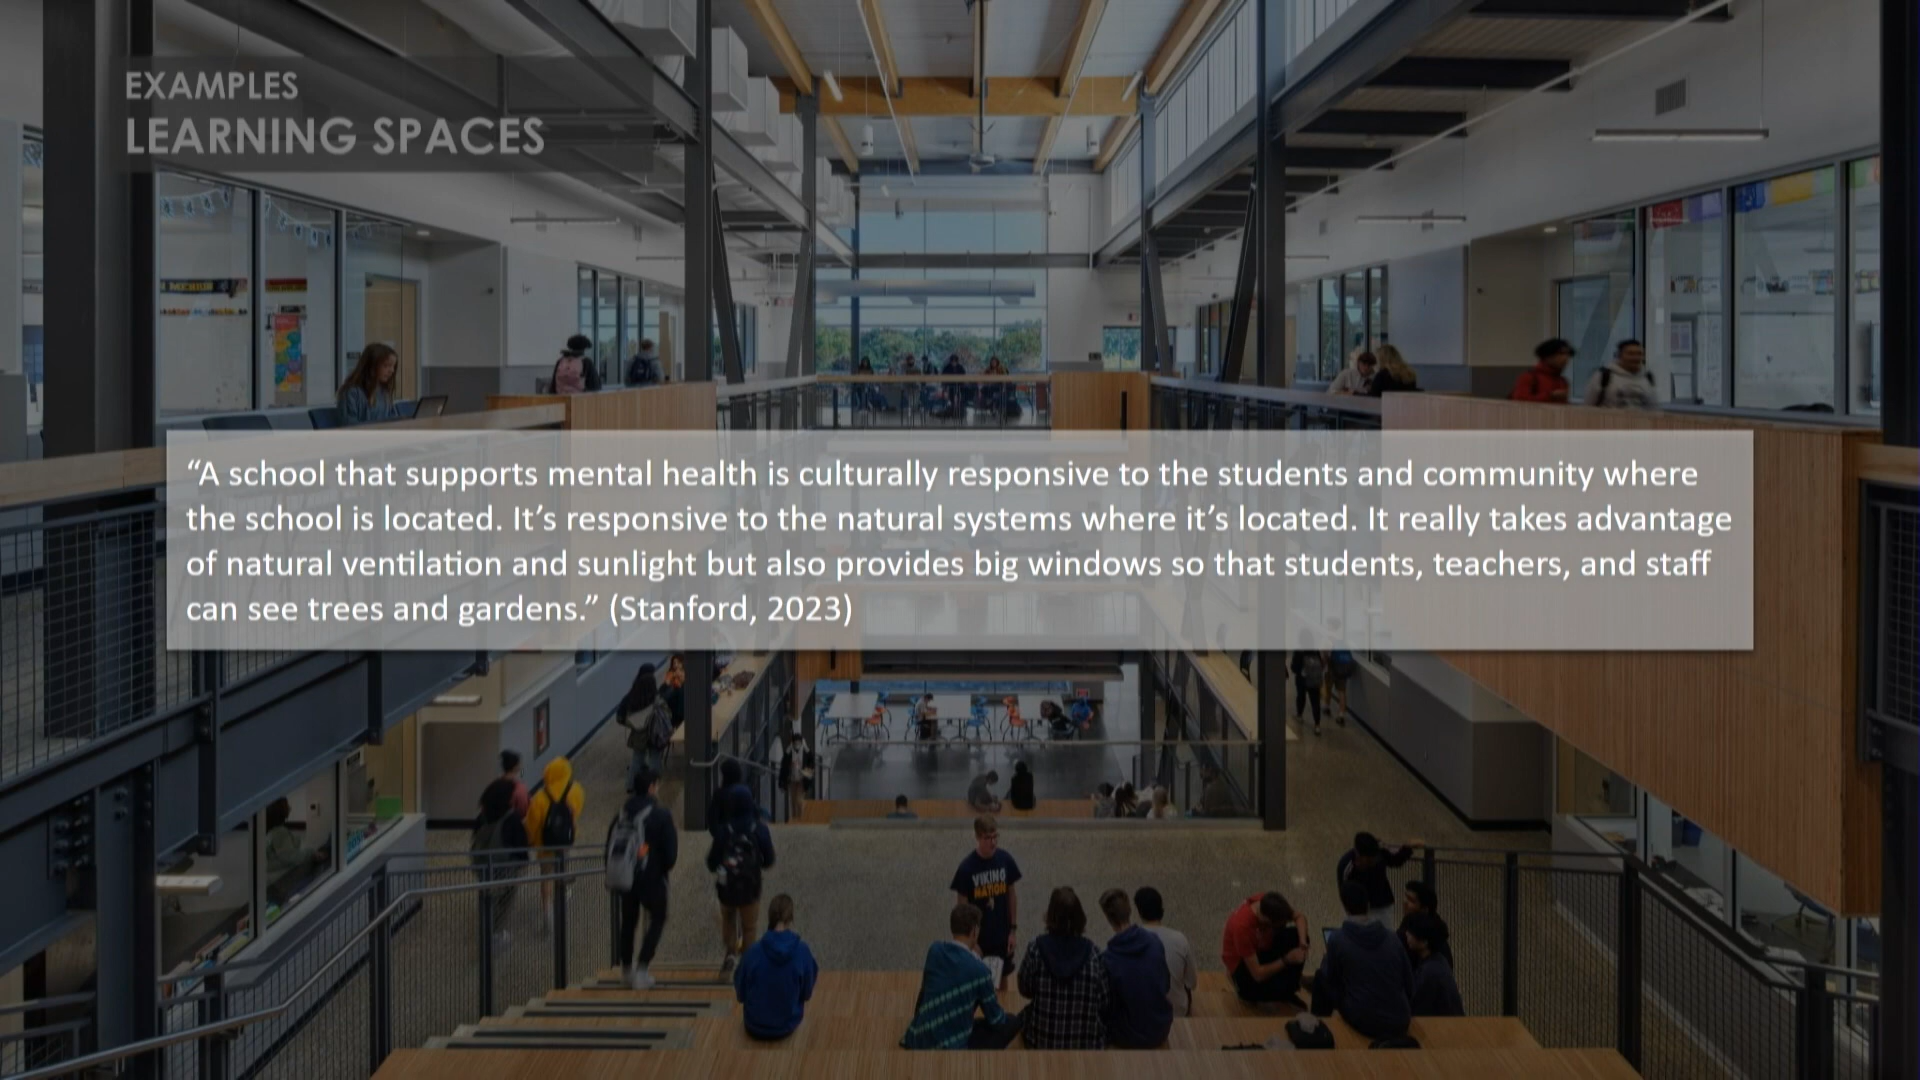 EXAMPLES
LEARNING SPACES
“A school that supports mental health is culturally responsive to the students and community where
the school is located. It’s responsive to the natural systems where it’s located. It really takes advantage
of natural ventilation and sunlight but also provides big windows so that students, teachers, and staff
can see trees and gardens.” (Stanford, 2023)
VIKING
NATION